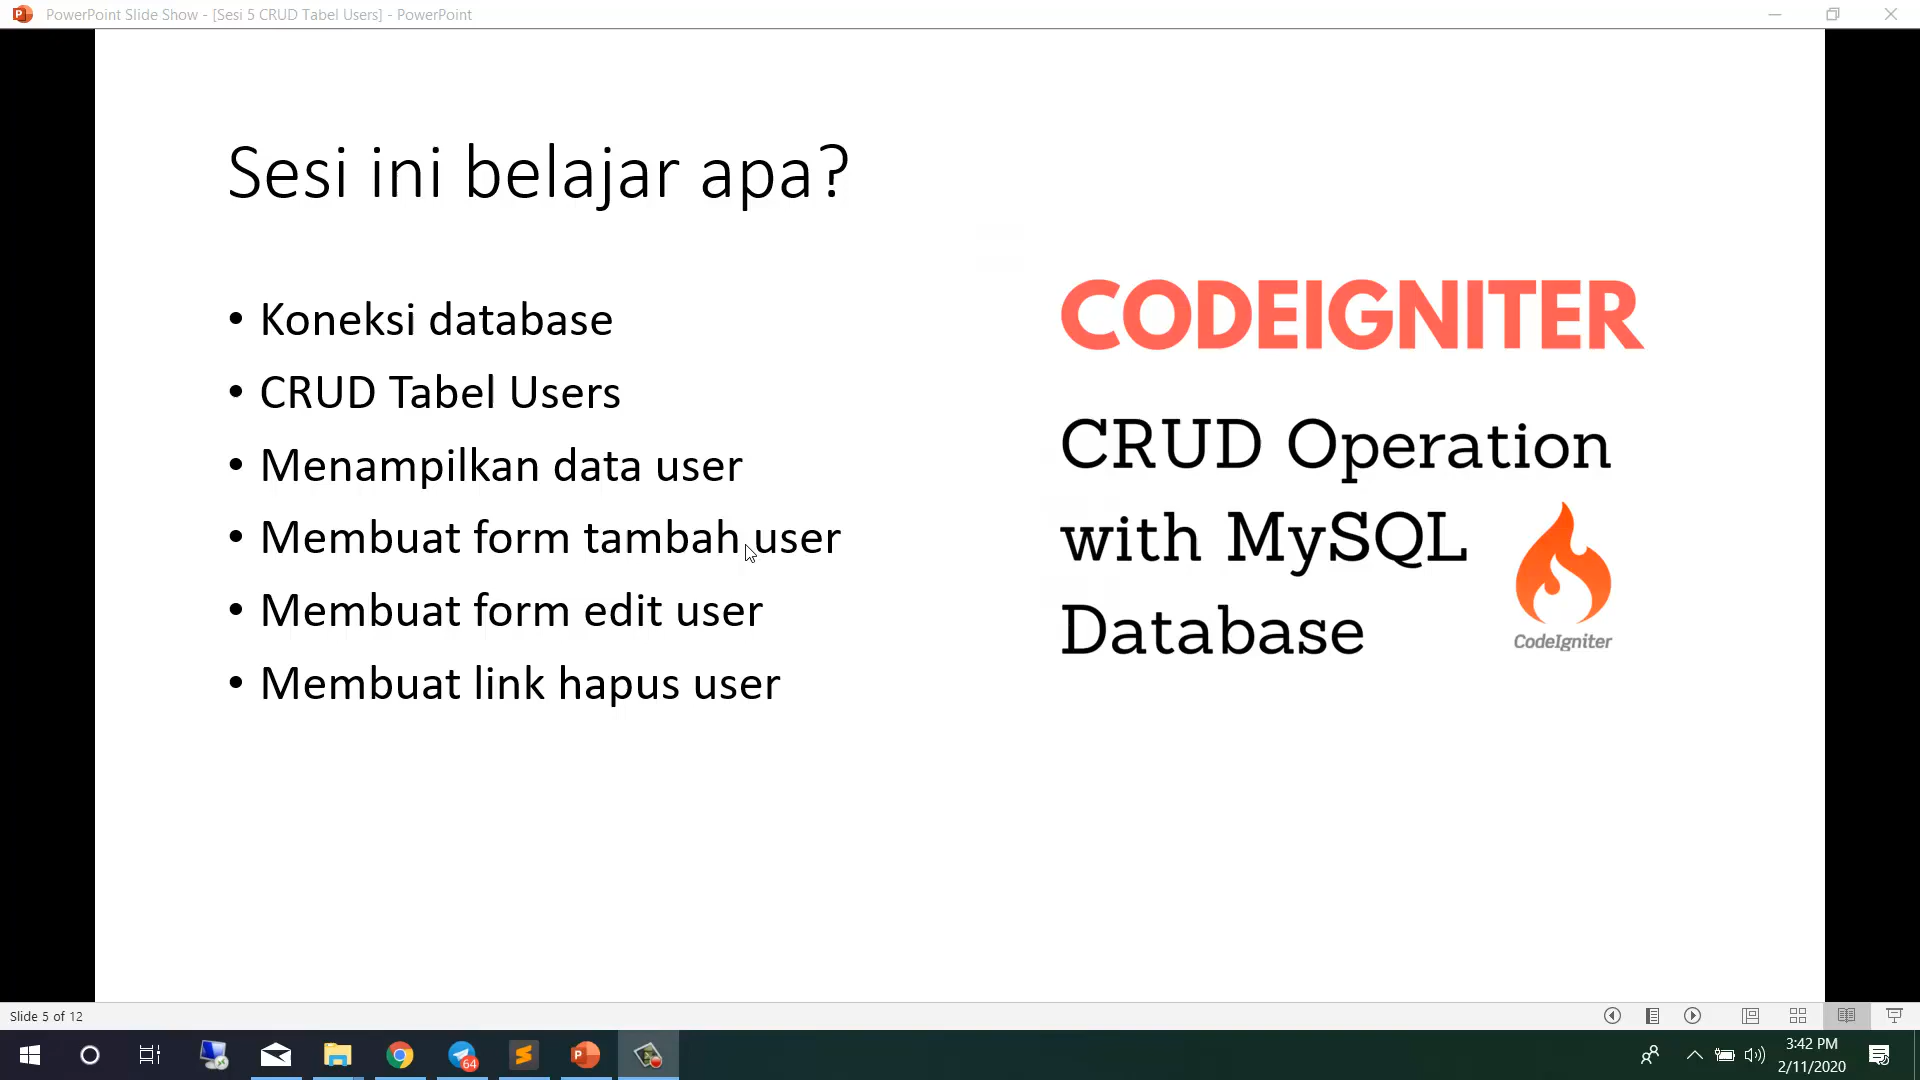 PowerPoint Slide Show - [Sesi 5 CRUD Tabel Users] - PowerPoint
Sesi ini belajar apa?
• Koneksi database
• CRUD Tabel Users
• Menampilkan data user
• Membuat form tambah user
• Membuat form edit user
• Membuat link hapus user
CODEIGNITER
CRUD Operation
with MySQL
Database
CodeIgniter
Slide 5 of 12
64
3:42 PM
2/11/2020